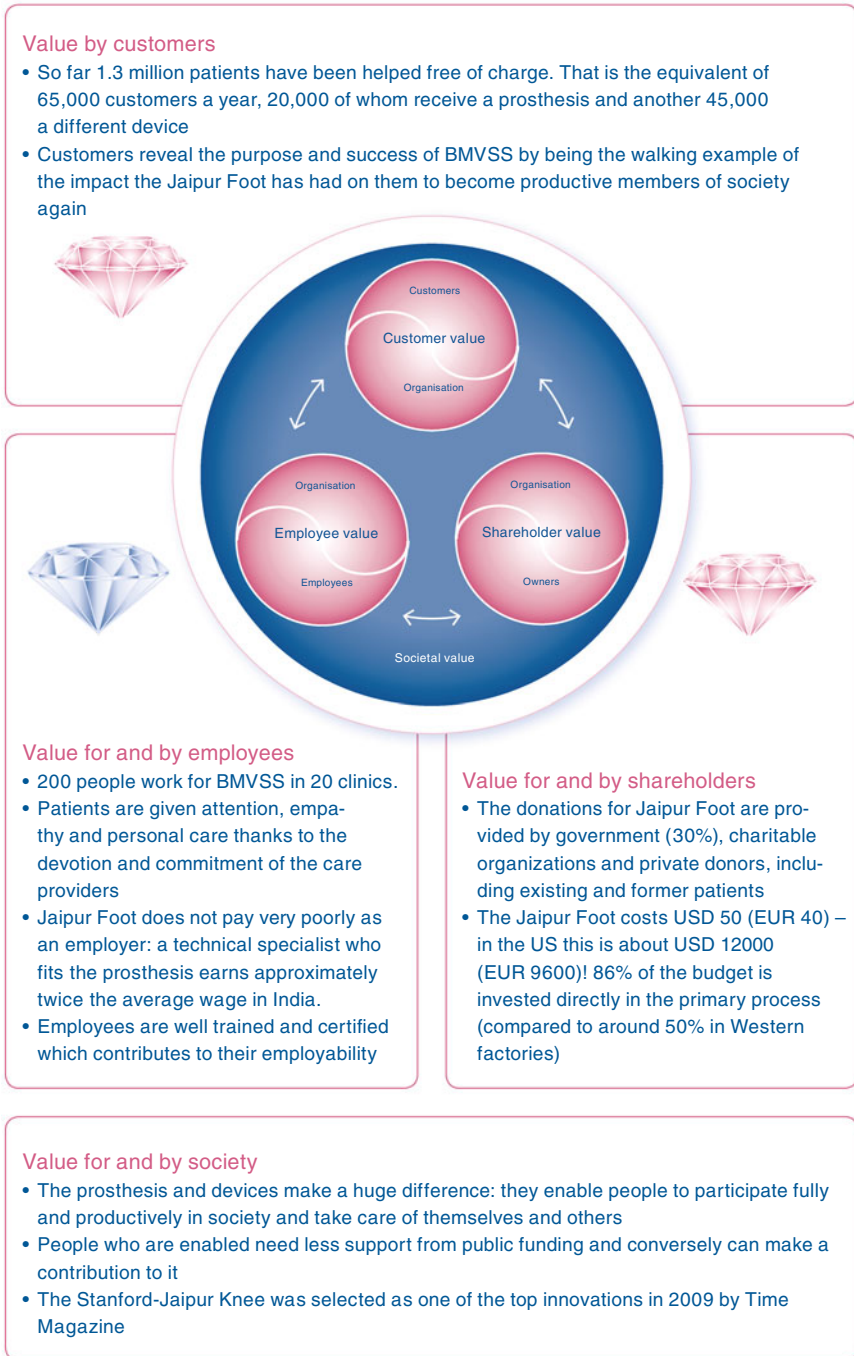 Value by customers
• So far 1.3 million patients have been helped free of charge. That is the equivalent of
65,000 customers a year, 20,000 of whom receive a prosthesis and another 45,000
a different device
• Customers reveal the purpose and success of BMVSS by being the walking example of
the impact the Jaipur Foot has had on them to become productive members of society
again
Customers
Customer value
Organisation
Organisation
Employee value
Employees
Organisation
Shareholder value
Owners
Societal value
Value for and by employees
• 200 people work for BMVSS in 20 clinics.
• Patients are given attention, empa-
thy and personal care thanks to the
devotion and commitment of the care
providers
• Jaipur Foot does not pay very poorly as
an employer: a technical specialist who
fits the prosthesis earns approximately
twice the average wage in India.
• Employees are well trained and certified
which contributes to their employability
Value for and by shareholders
• The donations for Jaipur Foot are pro-
vided by government (30%), charitable
organizations and private donors, inclu-
ding existing and former patients
• The Jaipur Foot costs USD 50 (EUR 40) –
in the US this is about USD 12000
(EUR 9600)! 86% of the budget is
invested directly in the primary process
(compared to around 50% in Western
factories)
Value for and by society
• The prosthesis and devices make a huge difference: they enable people to participate fully
and productively in society and take care of themselves and others
• People who are enabled need less support from public funding and conversely can make a
contribution to it
• The Stanford-Jaipur Knee was selected as one of the top innovations in 2009 by Time
Magazine